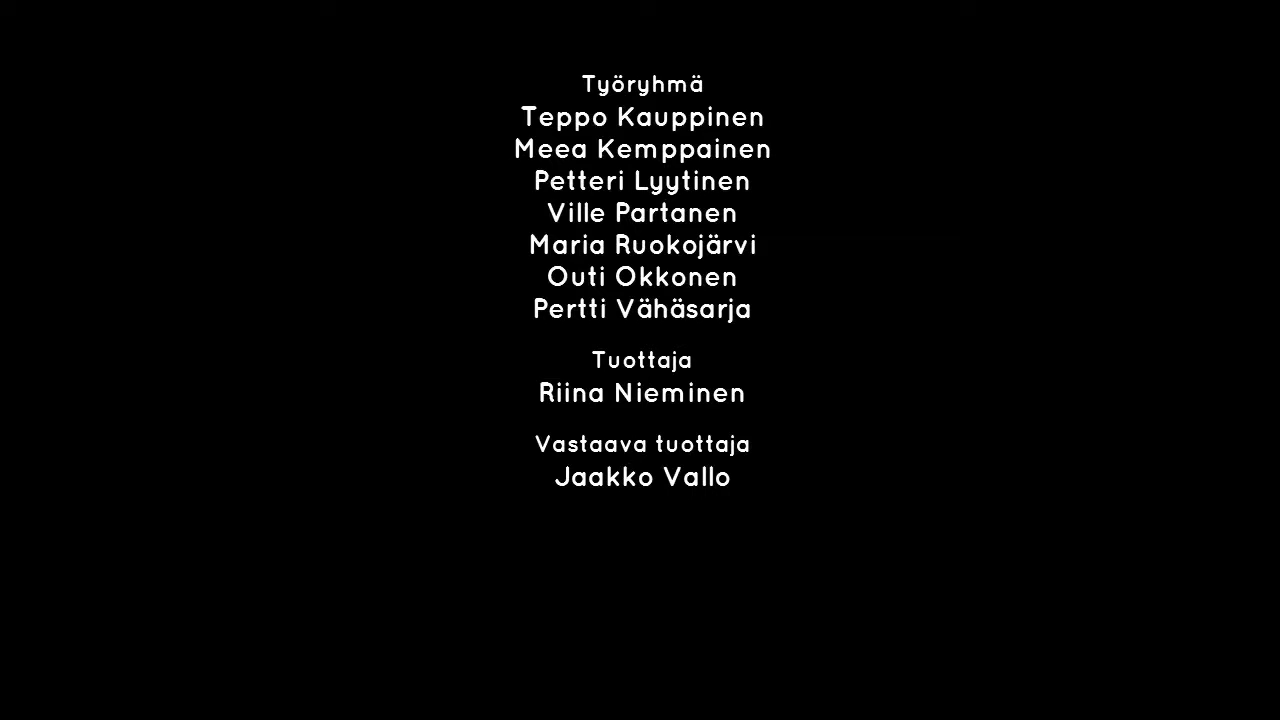 Työryhmä
Teppo Kauppinen
Meea Kemppainen
Petteri Lyytinen
Ville Partanen
Maria Ruokojärvi
Outi Okkonen
Pertti Vähäsarja
Tuottaja
Riina Nieminen
Vastaava tuottaja
Jaakko Vallo